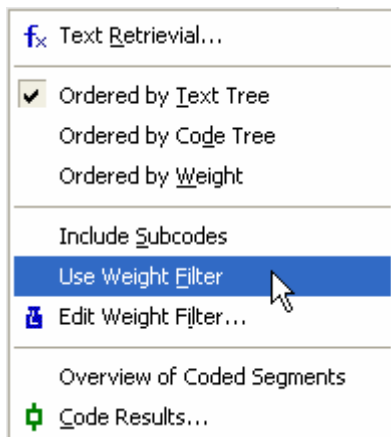 fx Text Retrievial...
Ordered by Text Tree
Ordered by Code Tree
Ordered by Weight
Include Subcodes
Use Weight Filter
Edit Weight Filter...
Overview of Coded Segments
Code Results...